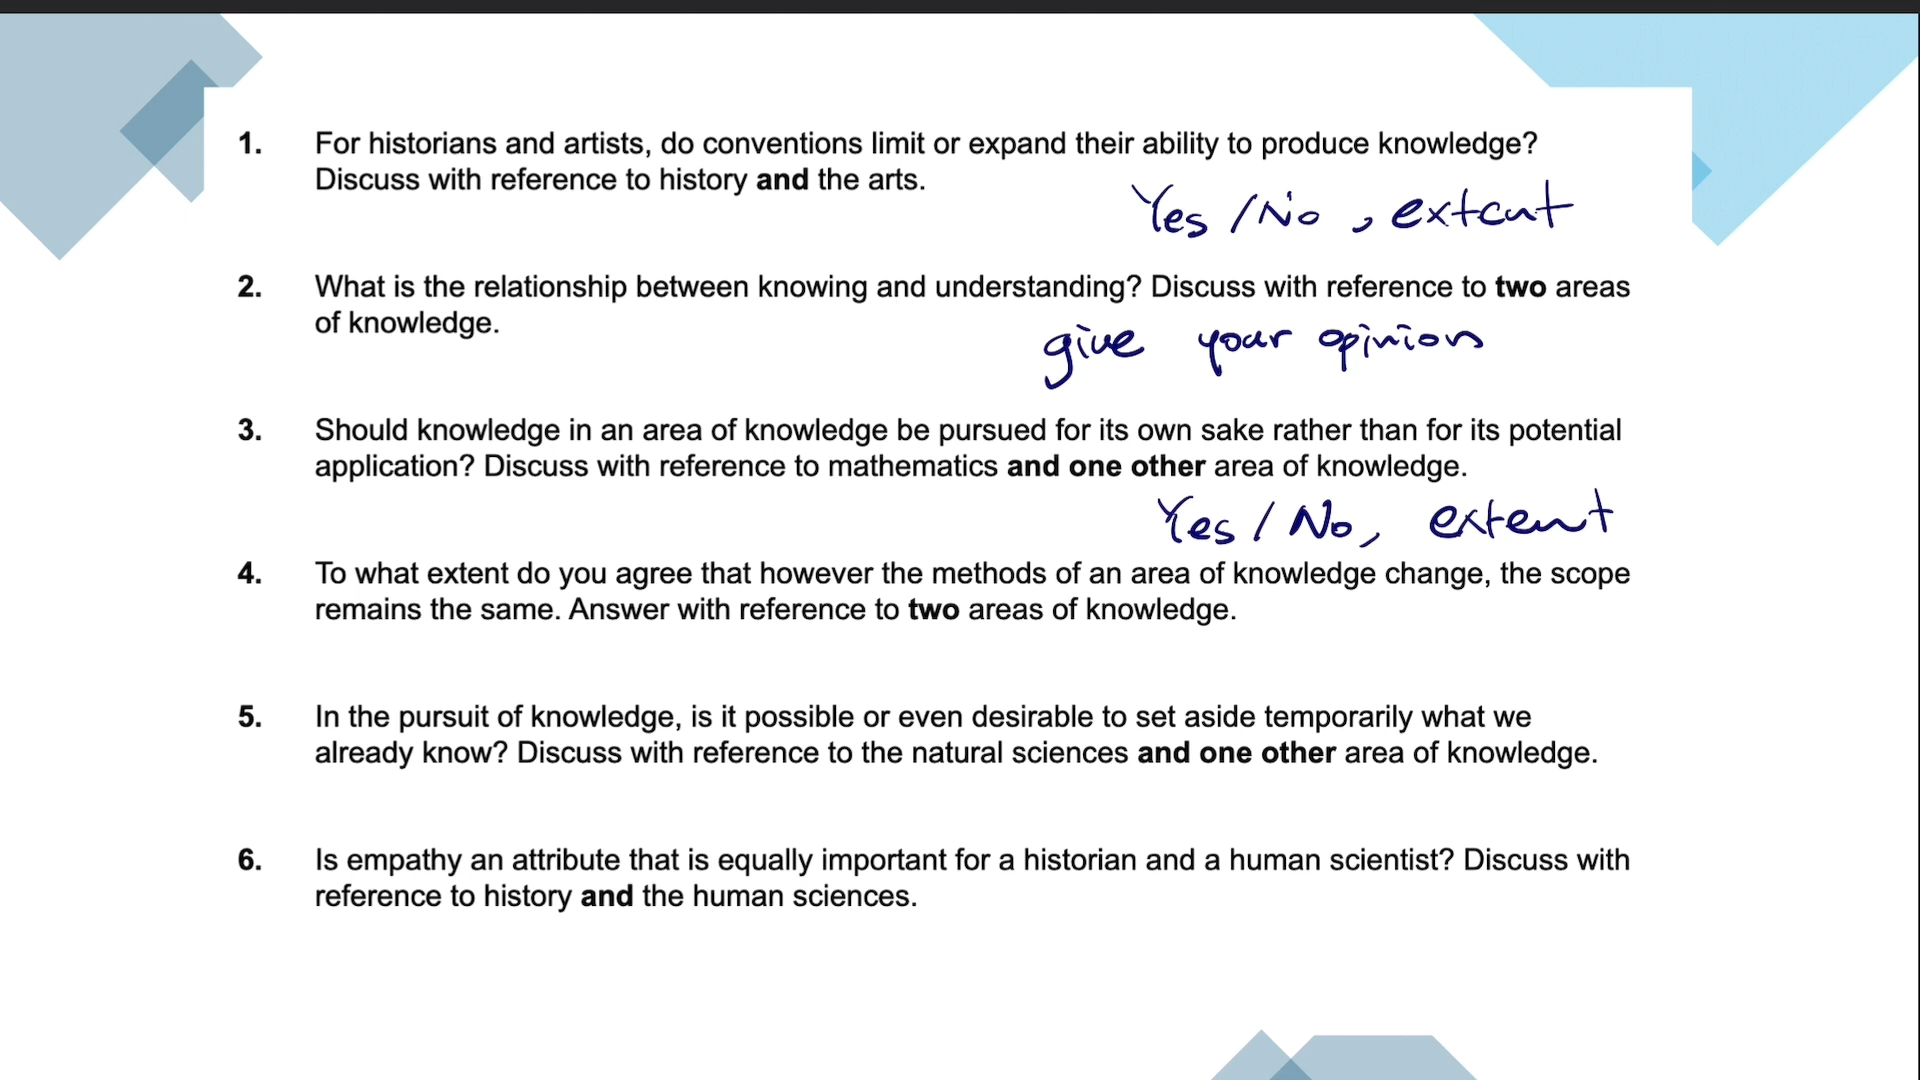 1. For historians and artists, do conventions limit or expand their ability to produce knowledge?
Discuss with reference to history and the arts.
Yes / No , extent
2. What is the relationship between knowing and understanding? Discuss with reference to two areas
of knowledge.
give your opinion
3. Should knowledge in an area of knowledge be pursued for its own sake rather than for its potential
application? Discuss with reference to mathematics and one other area of knowledge.
Yes / No, extent
4. To what extent do you agree that however the methods of an area of knowledge change, the scope
remains the same. Answer with reference to two areas of knowledge.
5. In the pursuit of knowledge, is it possible or even desirable to set aside temporarily what we
already know? Discuss with reference to the natural sciences and one other area of knowledge.
6. Is empathy an attribute that is equally important for a historian and a human scientist? Discuss with
reference to history and the human sciences.